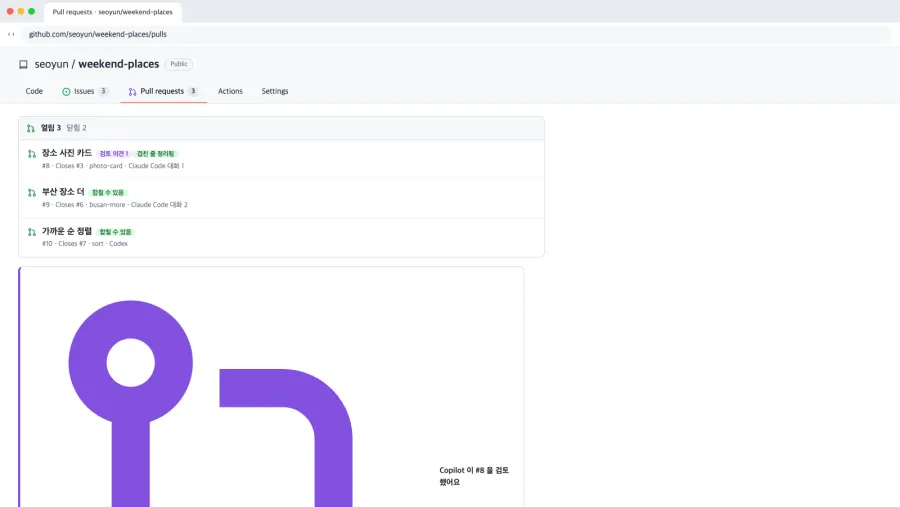 Pull requests · seoyun/weekend-places
github.com/seoyun/weekend-places/pulls
seoyun / weekend-places Public
Code Issues 3 Pull requests 3 Actions Settings
열림 3 닫힘 2
장소 사진 카드 검토 의견 1 겹친 줄 정리됨
#8 · Closes #3 · photo-card · Claude Code 대화 1
부산 장소 더 합칠 수 있음
#9 · Closes #6 · busan-more · Claude Code 대화 2
가까운 순 정렬 합칠 수 있음
#10 · Closes #7 · sort · Codex
Copilot 이 #8 을 검토
했어요